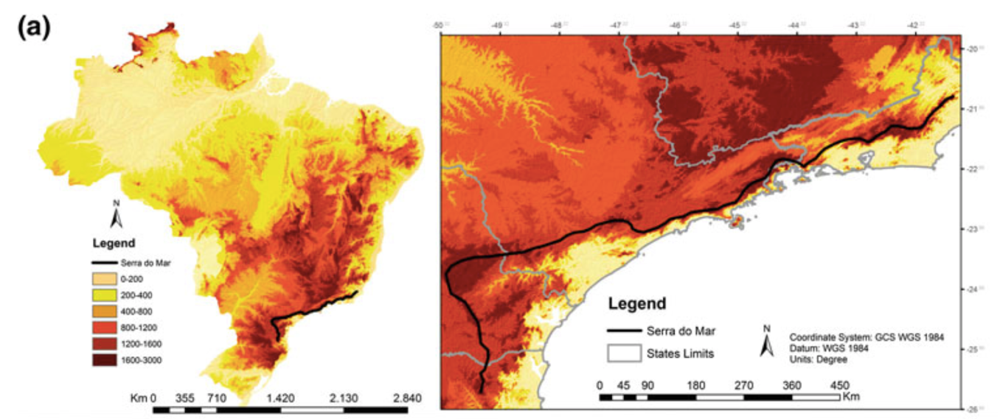 (a)
N
Legend
Serra do Mar
0-200
200-400
400-800
800-1200
1200-1600
1600-3000
Km 0 355 710 1.420 2.130 2.840
-50 -49 -48 -47 -46 -45 -44 -43 -42
-20
-21
-22
-23
-24
-25
-26
Legend
Serra do Mar
States Limits
N
Coordinate System: GCS WGS 1984
Datum: WGS 1984
Units: Degree
0 45 90 180 270 360 450
Km